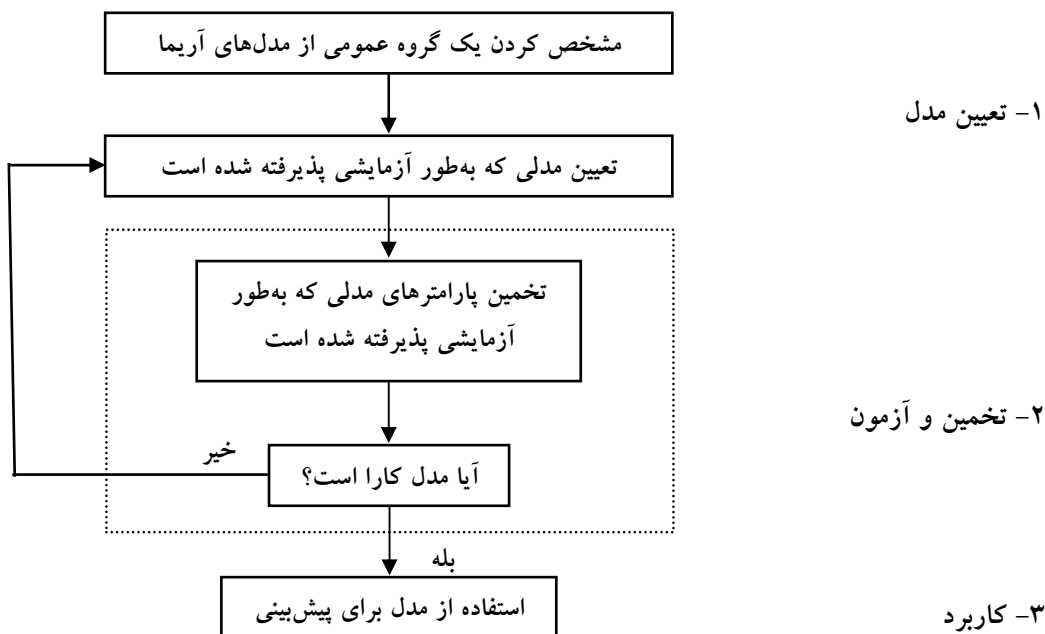 مشخص کردن یک گروه عمومی از مدل‌های آریما
۱- تعیین مدل
تعیین مدلی که به‌طور آزمایشی پذیرفته شده است
تخمین پارامترهای مدلی که به‌طور
آزمایشی پذیرفته شده است
۲- تخمین و آزمون
خیر
آیا مدل کارا است؟
بله
استفاده از مدل برای پیش‌بینی
۳- کاربرد